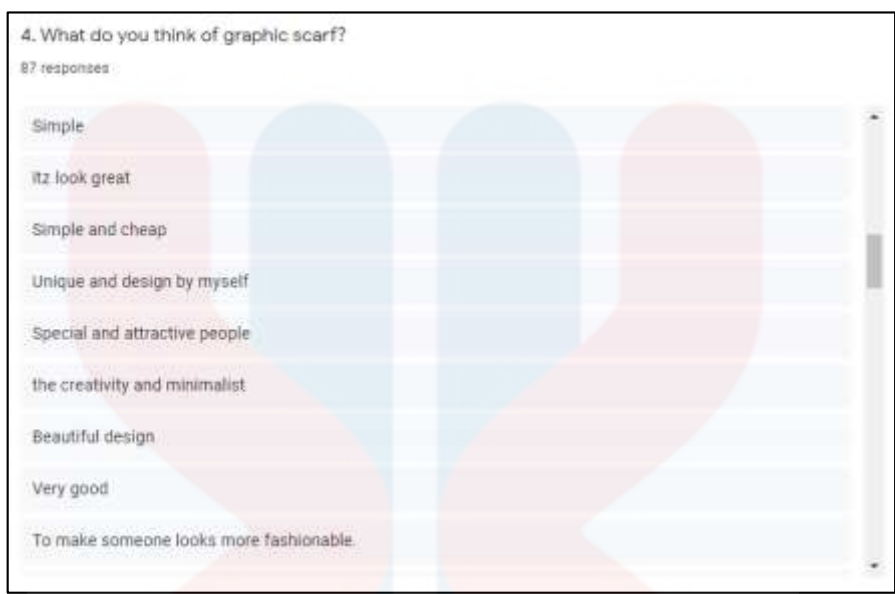 4. What do you think of graphic scarf?
87 responses
Simple
itz look great
Simple and cheap
Unique and design by myself
Special and attractive people
the creativity and minimalist
Beautiful design
Very good
To make someone looks more fashionable.